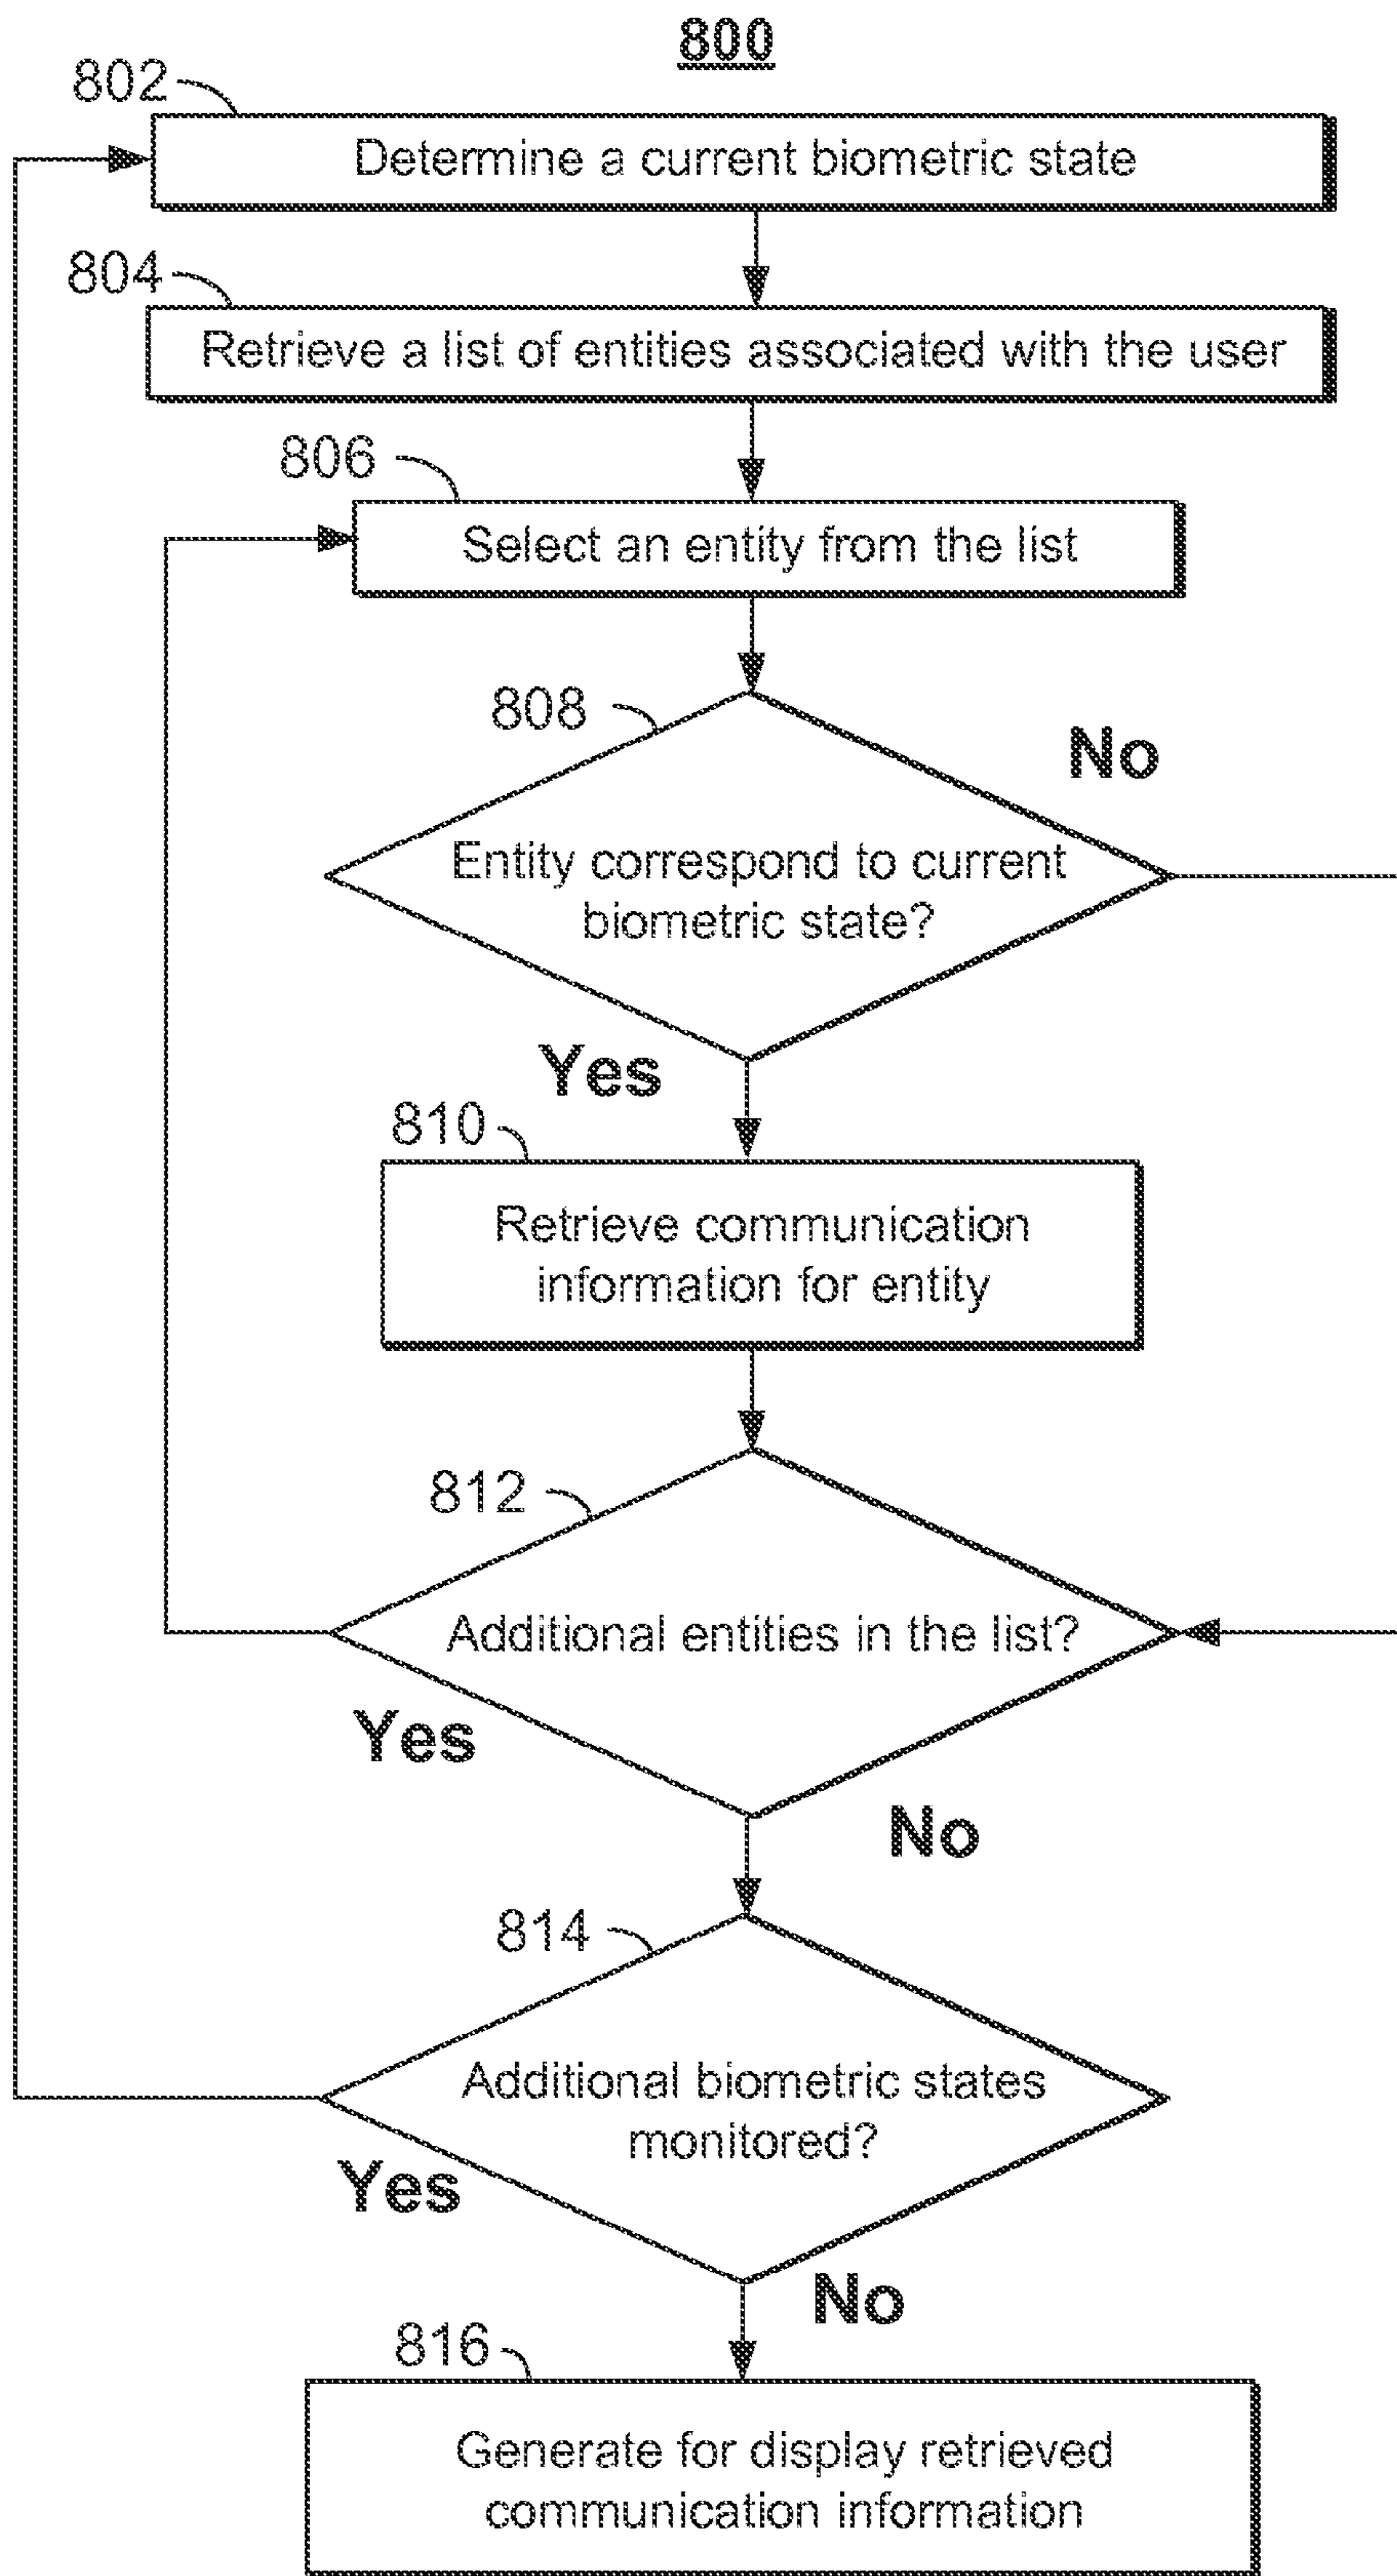 800
802
Determine a current biometric state
804
Retrieve a list of entities associated with the user
806
Select an entity from the list
808
No
Entity correspond to current
biometric state?
Yes
810
Retrieve communication
information for entity
812
Additional entities in the list?
Yes
No
814
Additional biometric states
monitored?
Yes
No
816
Generate for display retrieved
communication information